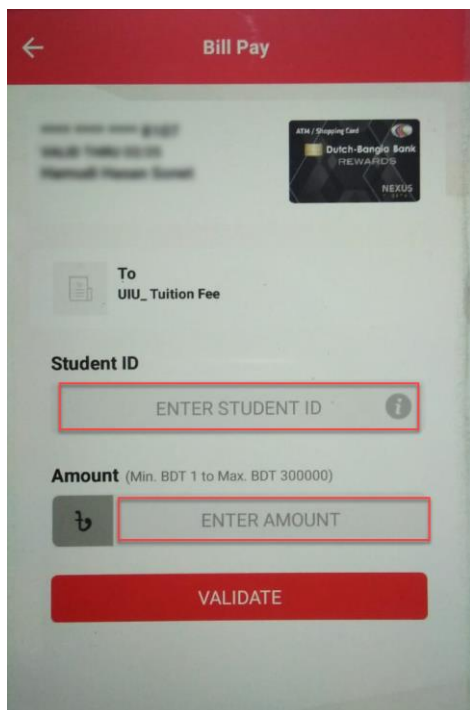 Bill Pay
ATM / Shopping Card
Dutch-Bangla Bank
REWARDS
NEXUS
To
UIU_ Tuition Fee
Student ID
ENTER STUDENT ID
i
Amount (Min. BDT 1 to Max. BDT 300000)
৳
ENTER AMOUNT
VALIDATE